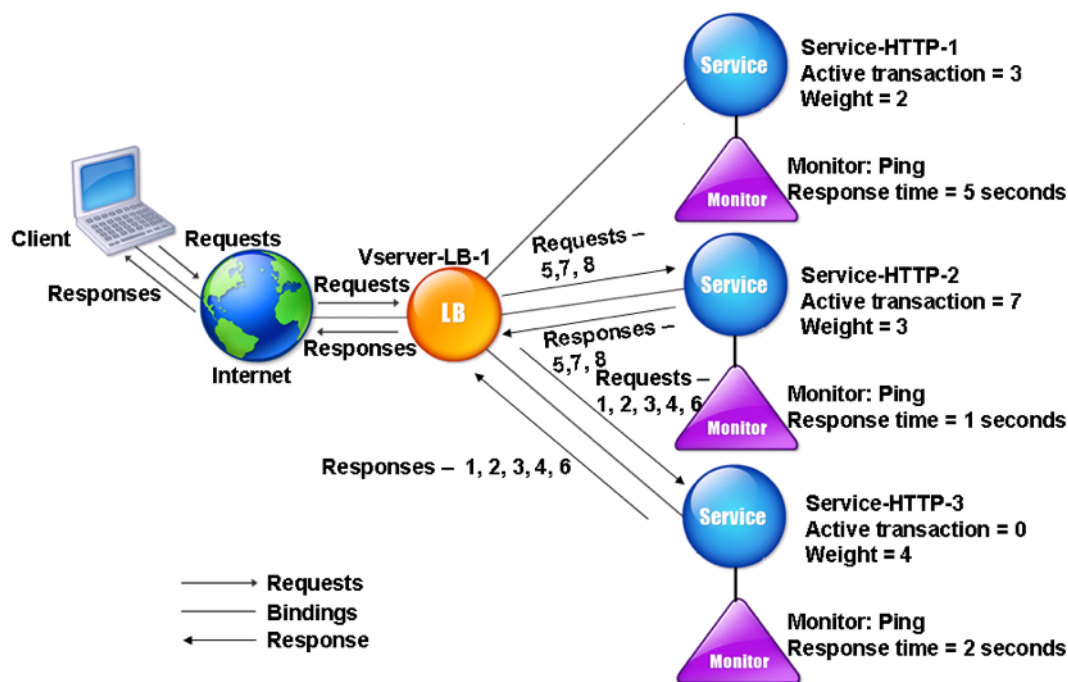 Service
Service-HTTP-1
Active transaction = 3
Weight = 2
Monitor
Monitor: Ping
Response time = 5 seconds
Client
Requests
Responses
Internet
Requests
Responses
Vserver-LB-1
LB
Requests –
5,7, 8
Responses –
5,7, 8
Service
Service-HTTP-2
Active transaction = 7
Weight = 3
Monitor
Monitor: Ping
Response time = 1 seconds
Requests –
1, 2, 3, 4, 6
Responses – 1, 2, 3, 4, 6
Service
Service-HTTP-3
Active transaction = 0
Weight = 4
Monitor
Monitor: Ping
Response time = 2 seconds
Requests
Bindings
Response